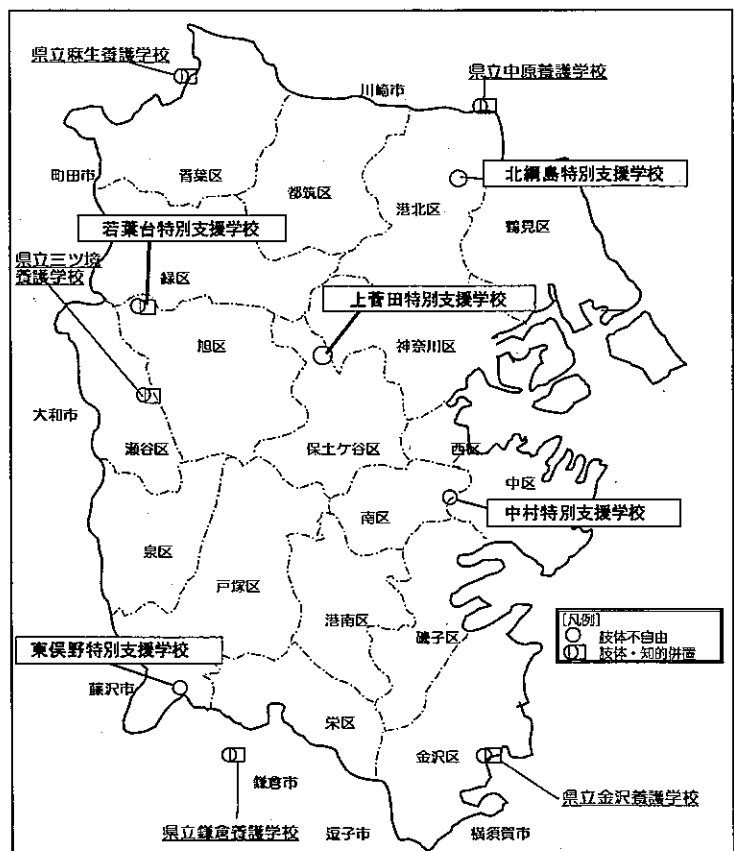 県立麻生養護学校
川崎市
県立中原養護学校
町田市
青葉区
都筑区
港北区
北綱島特別支援学校
鶴見区
若葉台特別支援学校
県立三ツ境
養護学校
緑区
上菅田特別支援学校
旭区
神奈川区
大和市
瀬谷区
保土ケ谷区
西区
中区
南区
中村特別支援学校
泉区
戸塚区
港南区
磯子区
[凡例]
肢体不自由
肢体・知的併置
東俣野特別支援学校
藤沢市
栄区
金沢区
鎌倉市
県立金沢養護学校
県立鎌倉養護学校
逗子市
横須賀市